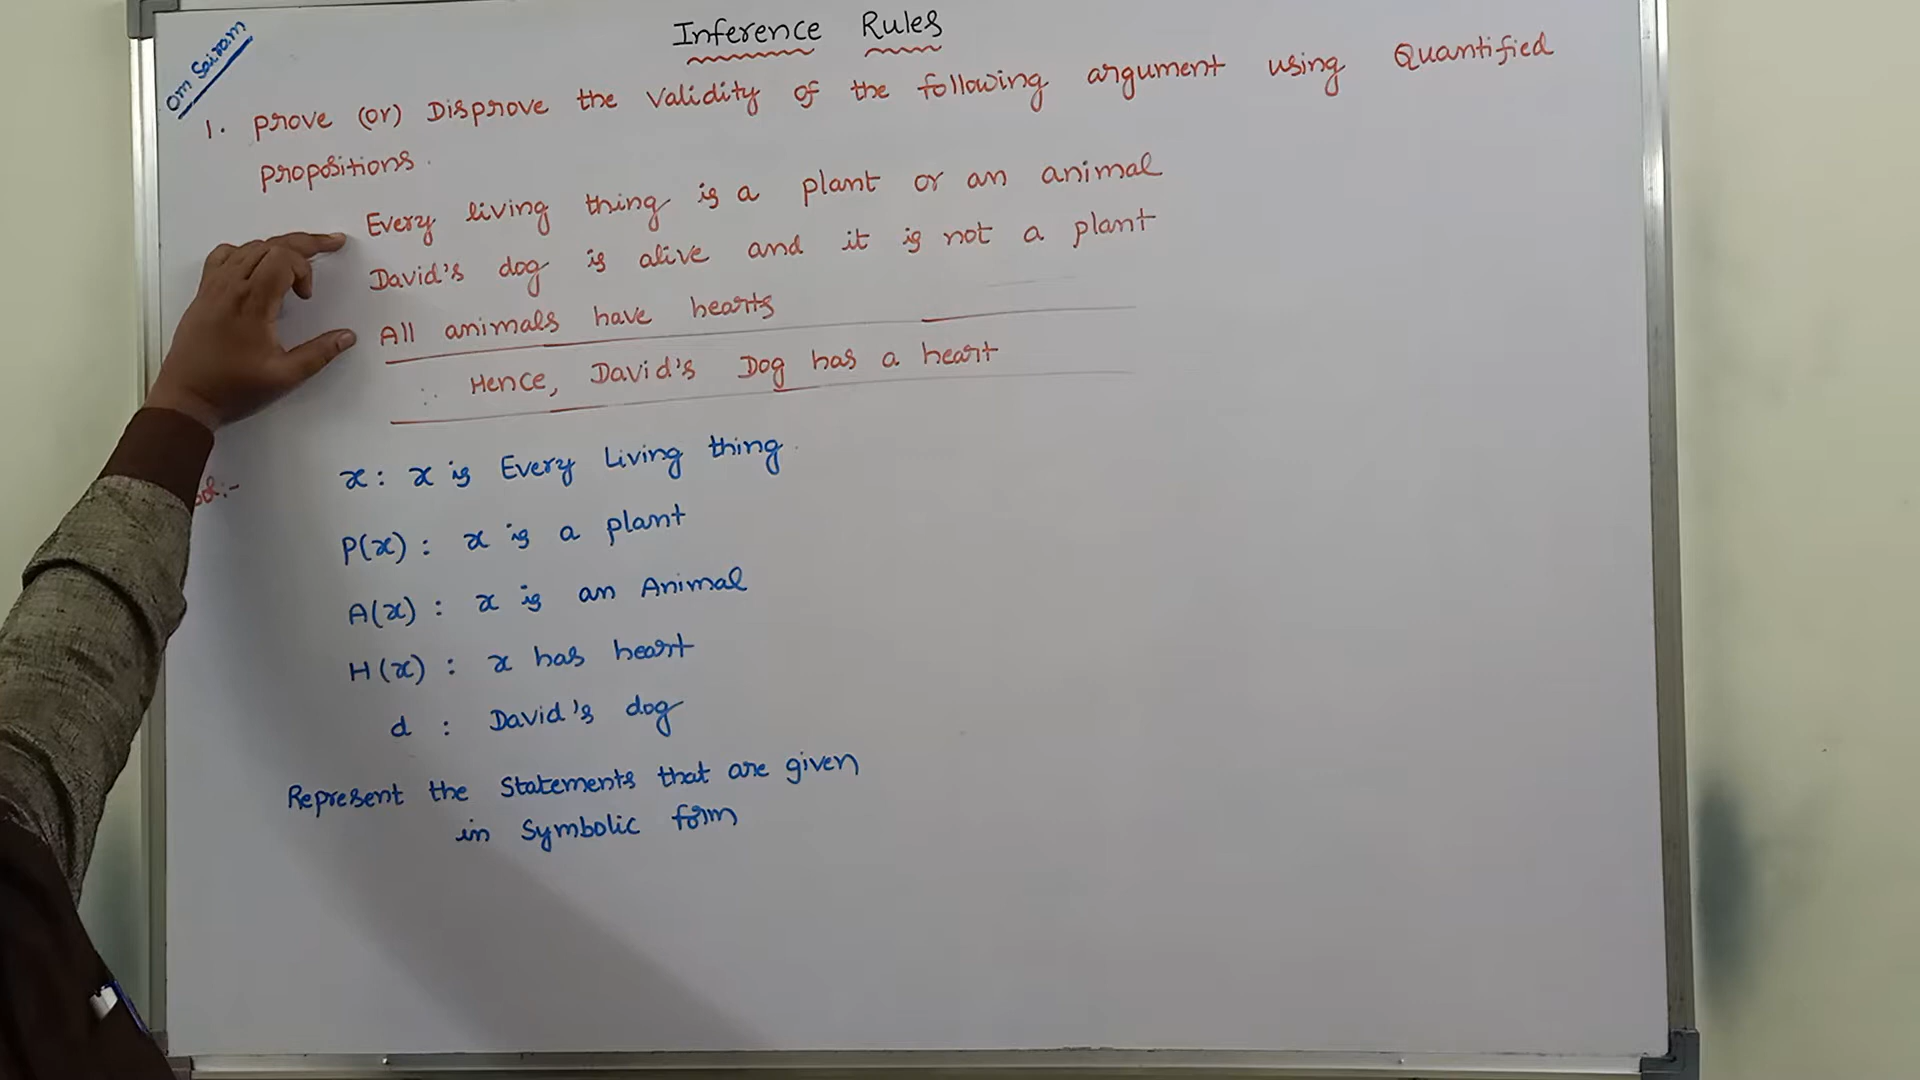 Om Sairam
Inference Rules
1. Prove (or) Disprove the Validity of the following argument using Quantified
propositions.
Every living thing is a plant or an animal
David's dog is alive and it is not a plant
All animals have hearts
∴ Hence, David's Dog has a heart
Sol:-
x: x is Every Living thing.
P(x): x is a plant
A(x): x is an Animal
H(x): x has heart
d : David's dog
Represent the Statements that are given
in Symbolic form